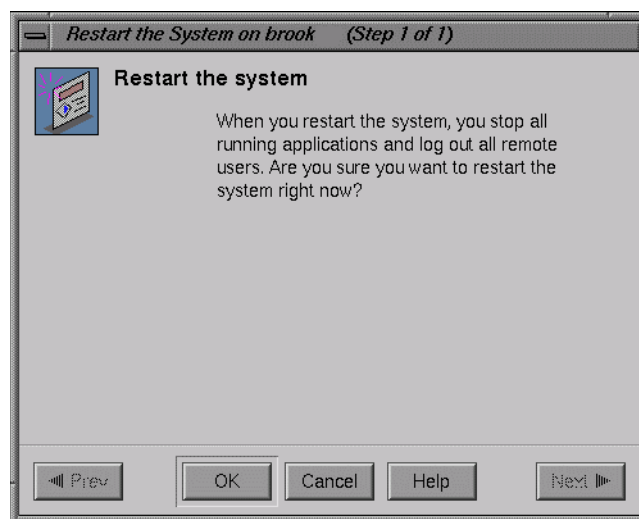 Restart the System on brook (Step 1 of 1)
Restart the system
When you restart the system, you stop all
running applications and log out all remote
users. Are you sure you want to restart the
system right now?
Prev OK Cancel Help Next